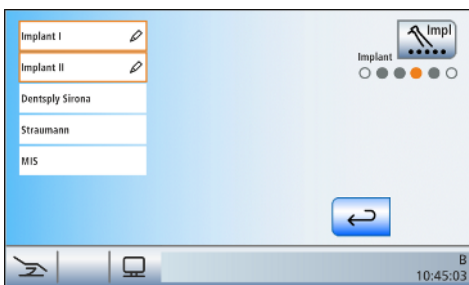 Implant I
Implant II
Dentsply Sirona
Straumann
MIS
Impl
Implant
B
10:45:03